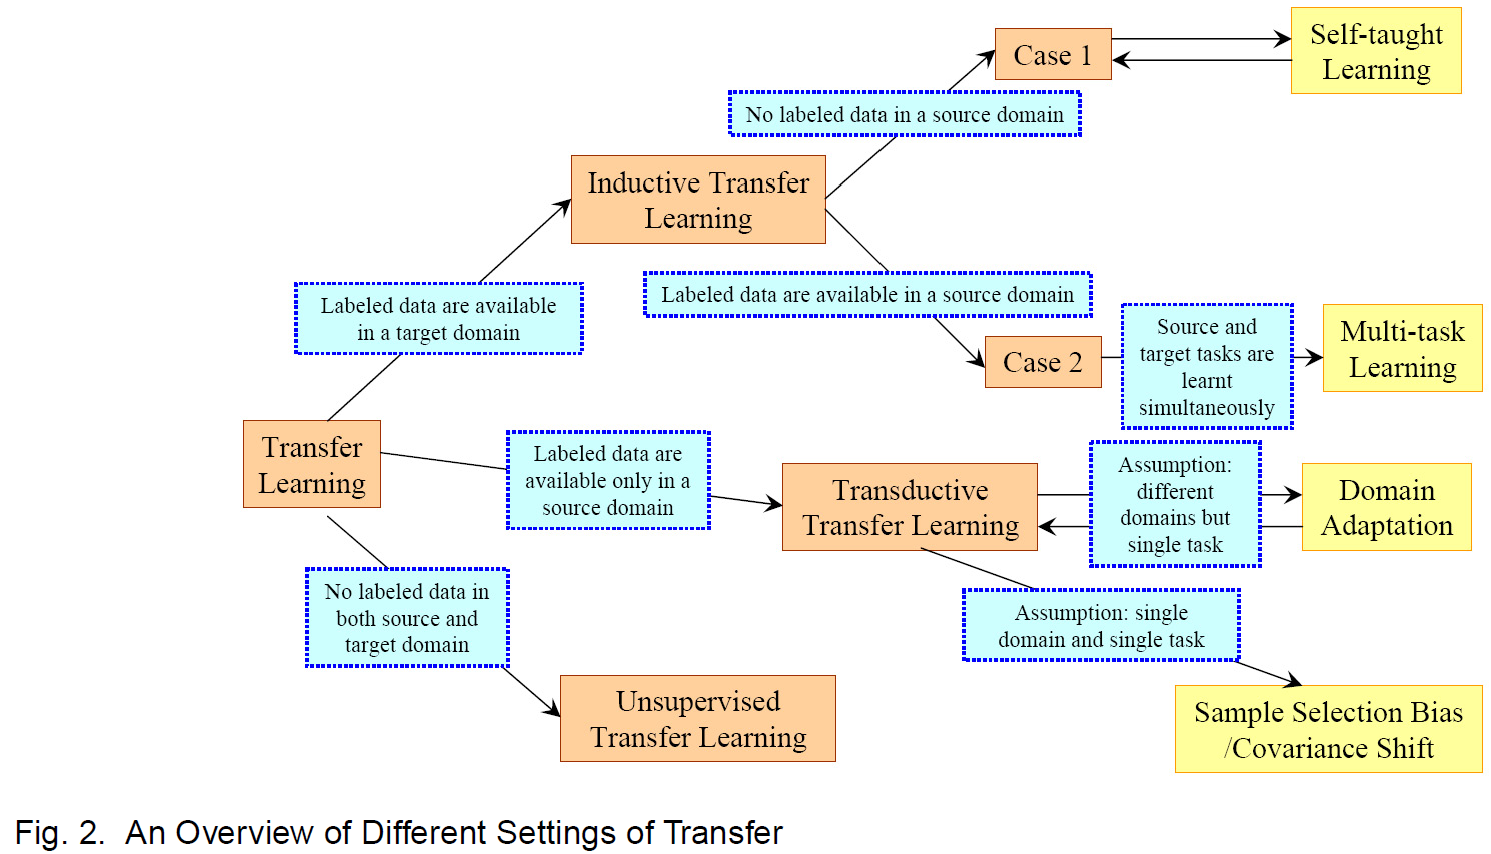 Case 1
Self-taught
Learning
No labeled data in a source domain
Inductive Transfer
Learning
Labeled data are available
in a target domain
Labeled data are available in a source domain
Case 2
Source and
target tasks are
learnt
simultaneously
Multi-task
Learning
Transfer
Learning
Labeled data are
available only in a
source domain
Transductive
Transfer Learning
Assumption:
different
domains but
single task
Domain
Adaptation
No labeled data in
both source and
target domain
Assumption: single
domain and single task
Unsupervised
Transfer Learning
Sample Selection Bias
/Covariance Shift
Fig. 2. An Overview of Different Settings of Transfer